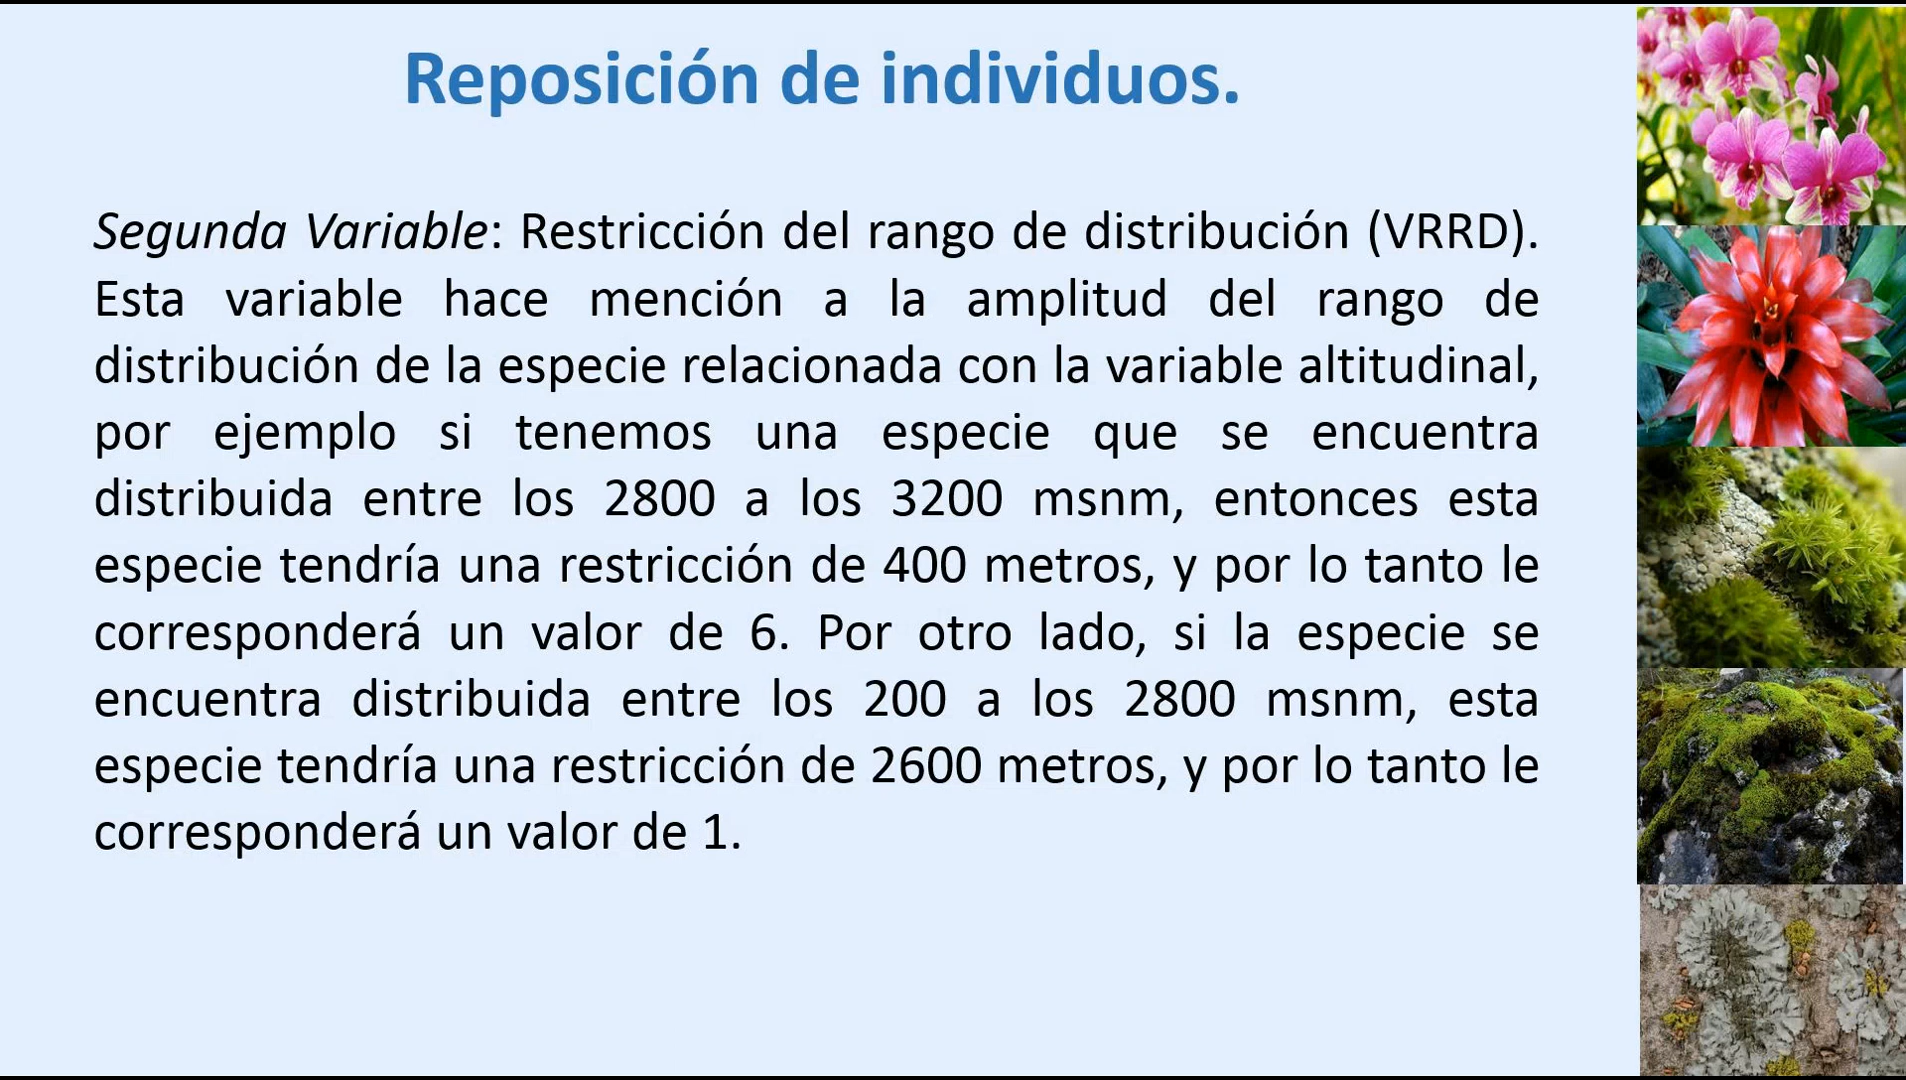 Reposición de individuos.
Segunda Variable: Restricción del rango de distribución (VRRD).
Esta variable hace mención a la amplitud del rango de
distribución de la especie relacionada con la variable altitudinal,
por ejemplo si tenemos una especie que se encuentra
distribuida entre los 2800 a los 3200 msnm, entonces esta
especie tendría una restricción de 400 metros, y por lo tanto le
corresponderá un valor de 6. Por otro lado, si la especie se
encuentra distribuida entre los 200 a los 2800 msnm, esta
especie tendría una restricción de 2600 metros, y por lo tanto le
corresponderá un valor de 1.